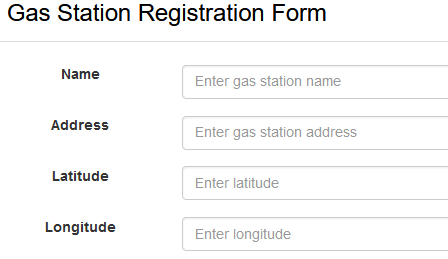 Gas Station Registration Form
Name
Enter gas station name
Address
Enter gas station address
Latitude
Enter latitude
Longitude
Enter longitude